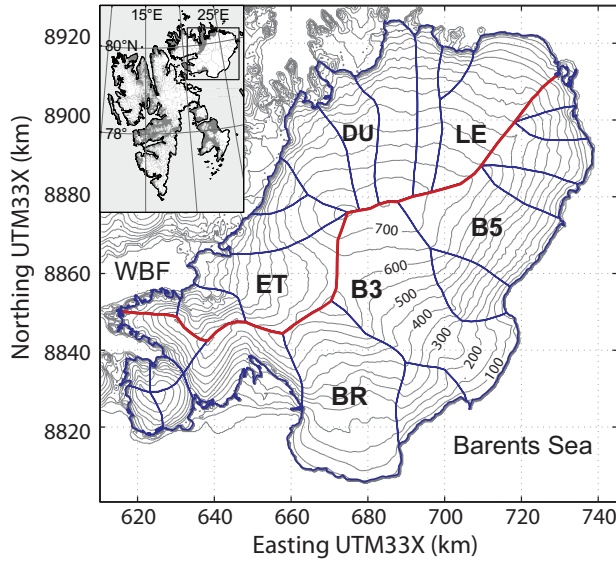 15°E 25°E
80°N
78°
8920
8900
8880
8860
8840
8820
Northing UTM33X (km)
DU
LE
B5
700
WBF
ET
B3
600
500
400
300
200
100
BR
Barents Sea
620 640 660 680 700 720 740
Easting UTM33X (km)